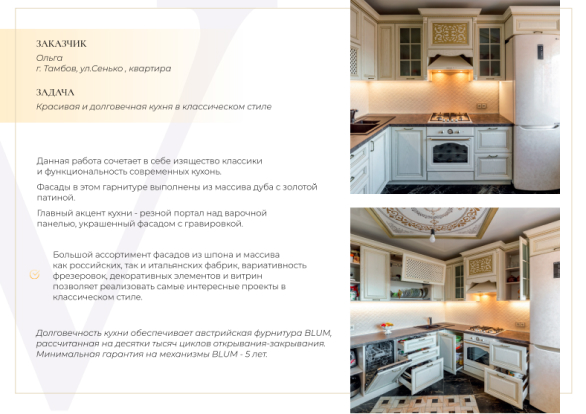 ЗАКАЗЧИК
Ольга
г. Тамбов, ул.Сенько , квартира
ЗАДАЧА
Красивая и долговечная кухня в классическом стиле
Данная работа сочетает в себе изящество классики
и функциональность современных кухонь.
Фасады в этом гарнитуре выполнены из массива дуба с золотой
патиной.
Главный акцент кухни - резной портал над варочной
панелью, украшенный фасадом с гравировкой.
Большой ассортимент фасадов из шпона и массива
как российских, так и итальянских фабрик, вариативность
фрезеровок, декоративных элементов и витрин
позволяет реализовать самые интересные проекты в
классическом стиле.
Долговечность кухни обеспечивает австрийская фурнитура BLUM,
рассчитанная на десятки тысяч циклов открывания-закрывания.
Минимальная гарантия на механизмы BLUM - 5 лет.